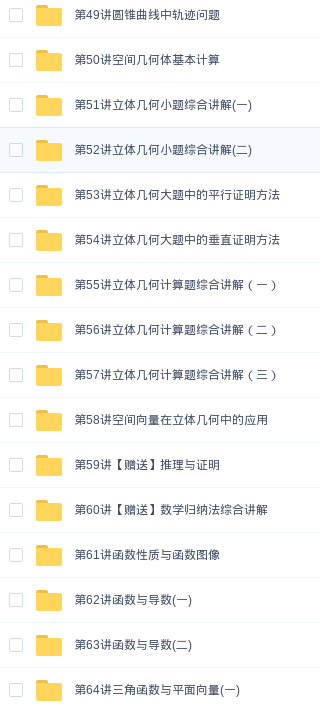 第49讲圆锥曲线中轨迹问题
第50讲空间几何体基本计算
第51讲立体几何小题综合讲解(一)
第52讲立体几何小题综合讲解(二)
第53讲立体几何大题中的平行证明方法
第54讲立体几何大题中的垂直证明方法
第55讲立体几何计算题综合讲解（一）
第56讲立体几何计算题综合讲解（二）
第57讲立体几何计算题综合讲解（三）
第58讲空间向量在立体几何中的应用
第59讲【赠送】推理与证明
第60讲【赠送】数学归纳法综合讲解
第61讲函数性质与函数图像
第62讲函数与导数(一)
第63讲函数与导数(二)
第64讲三角函数与平面向量(一)